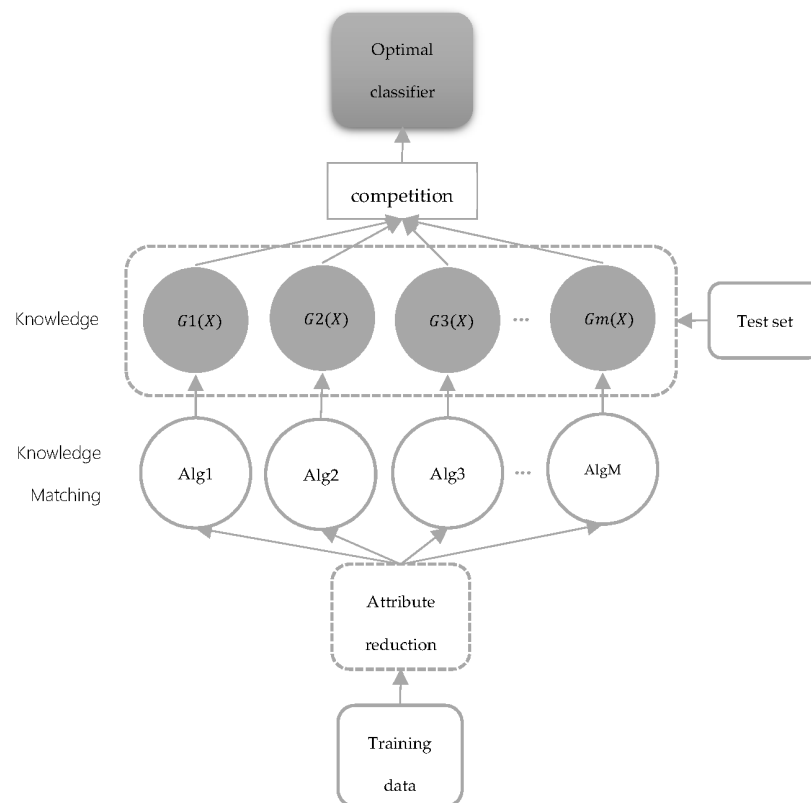 Optimal
classifier
competition
Knowledge
G1(X)
G2(X)
G3(X)
...
Gm(X)
Test set
Knowledge
Matching
Alg1
Alg2
Alg3
...
AlgM
Attribute
reduction
Training
data